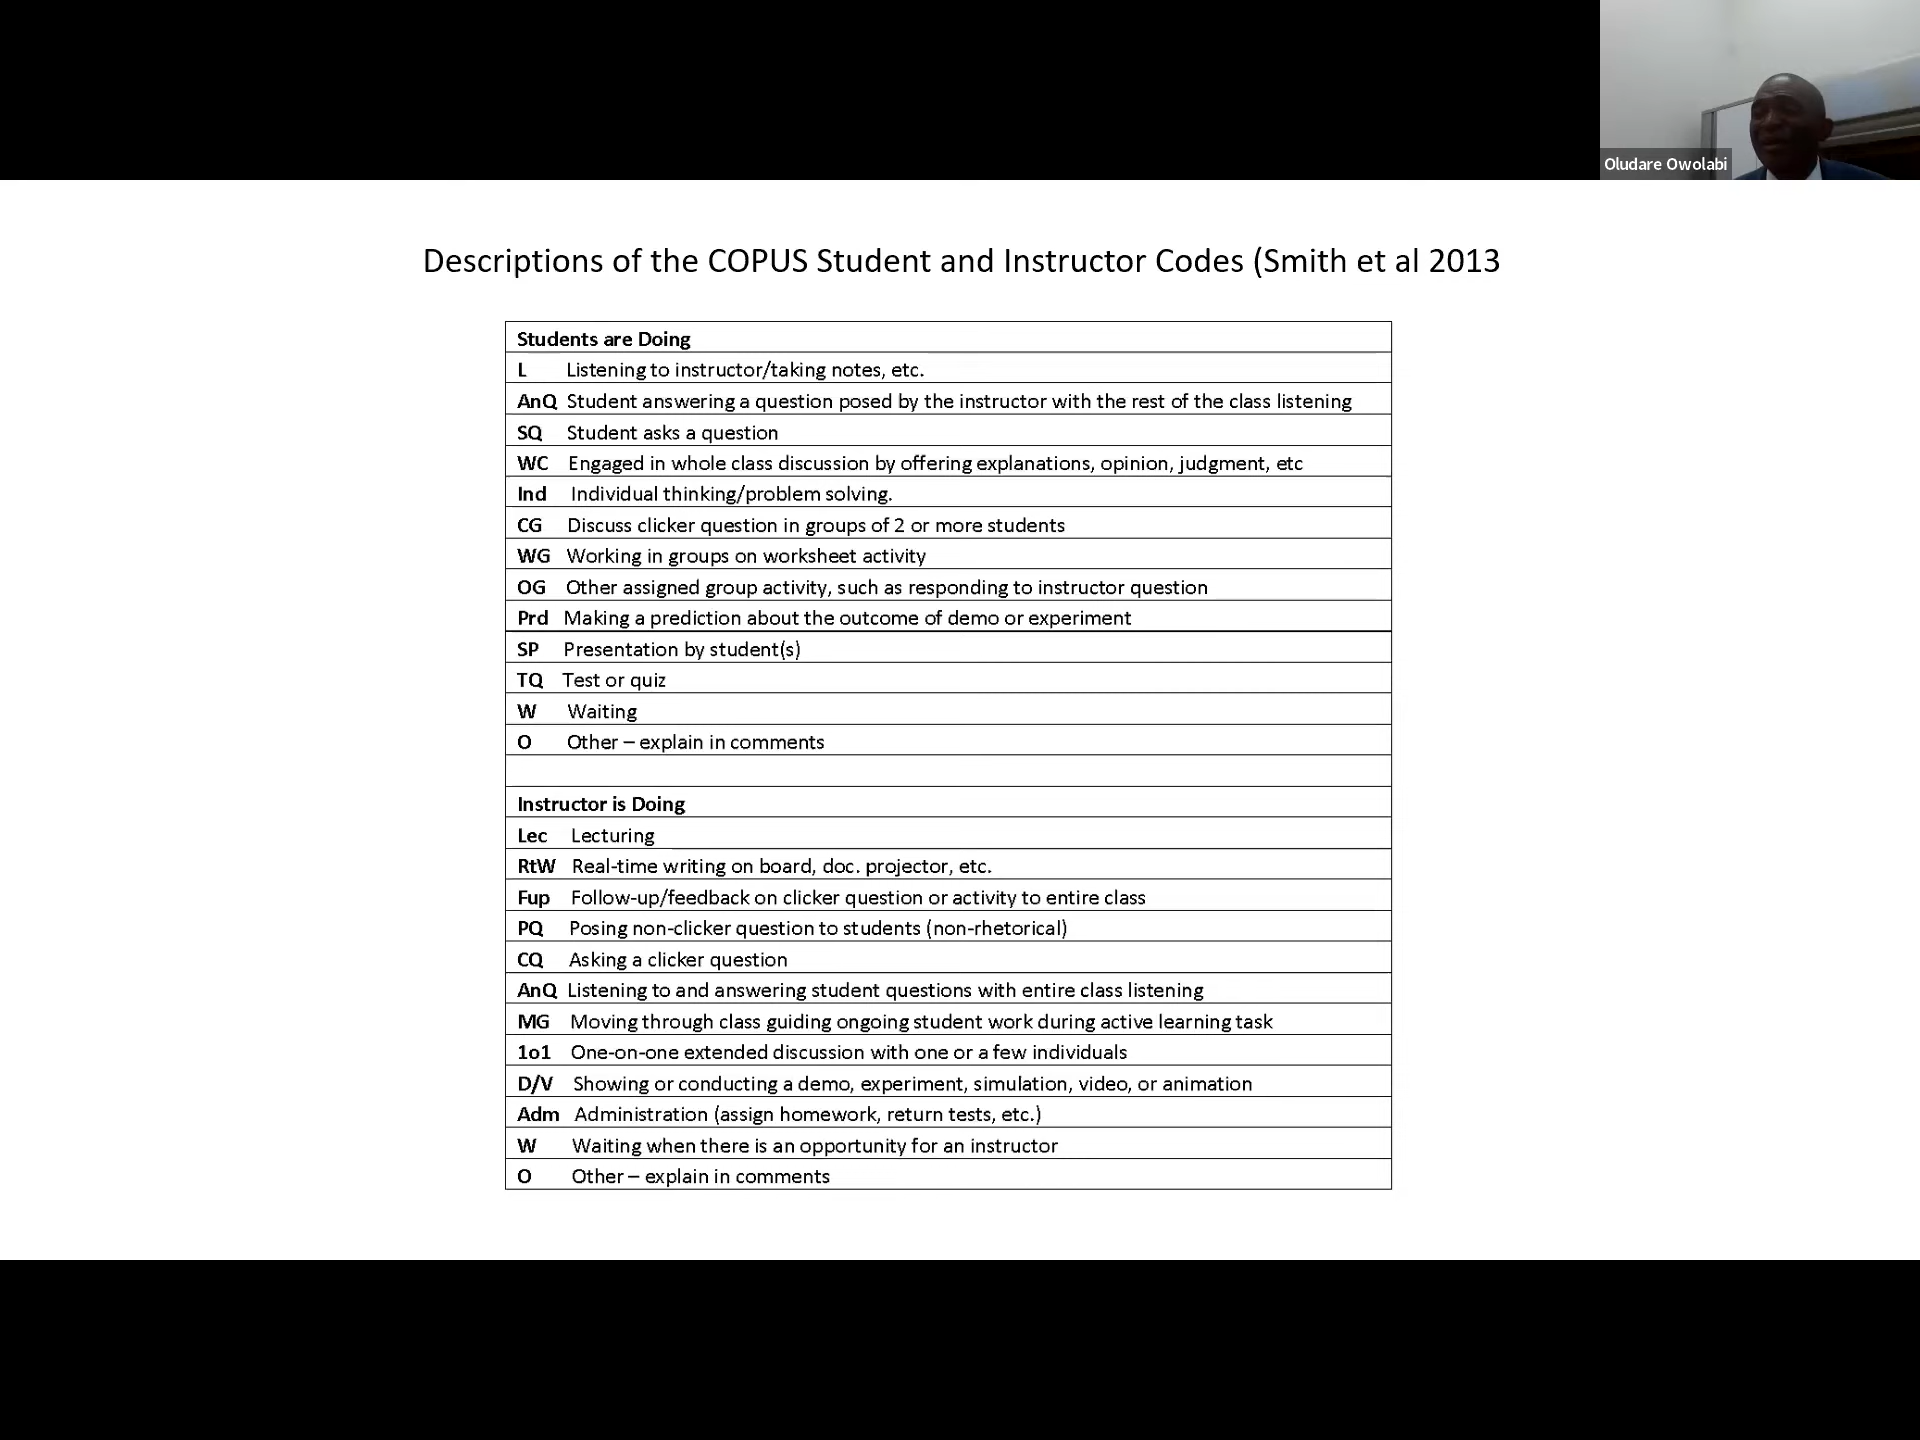 Oludare Owolabi
Descriptions of the COPUS Student and Instructor Codes (Smith et al 2013
Students are Doing
L Listening to instructor/taking notes, etc.
AnQ Student answering a question posed by the instructor with the rest of the class listening
SQ Student asks a question
WC Engaged in whole class discussion by offering explanations, opinion, judgment, etc
Ind Individual thinking/problem solving.
CG Discuss clicker question in groups of 2 or more students
WG Working in groups on worksheet activity
OG Other assigned group activity, such as responding to instructor question
Prd Making a prediction about the outcome of demo or experiment
SP Presentation by student(s)
TQ Test or quiz
W Waiting
O Other – explain in comments
Instructor is Doing
Lec Lecturing
RtW Real-time writing on board, doc. projector, etc.
Fup Follow-up/feedback on clicker question or activity to entire class
PQ Posing non-clicker question to students (non-rhetorical)
CQ Asking a clicker question
AnQ Listening to and answering student questions with entire class listening
MG Moving through class guiding ongoing student work during active learning task
1o1 One-on-one extended discussion with one or a few individuals
D/V Showing or conducting a demo, experiment, simulation, video, or animation
Adm Administration (assign homework, return tests, etc.)
W Waiting when there is an opportunity for an instructor
O Other – explain in comments